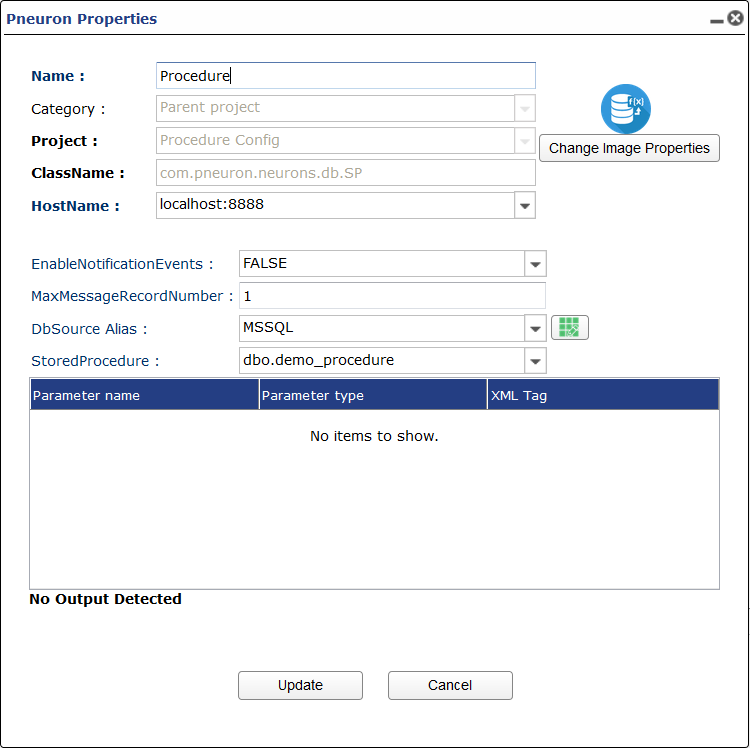 Pneuron Properties
Name : Procedure
f(x)
Category : Parent project
Project : Procedure Config
Change Image Properties
ClassName : com.pneuron.neurons.db.SP
HostName : localhost:8888
EnableNotificationEvents : FALSE
MaxMessageRecordNumber : 1
DbSource Alias : MSSQL
StoredProcedure : dbo.demo_procedure
Parameter name Parameter type XML Tag
No items to show.
No Output Detected
Update Cancel